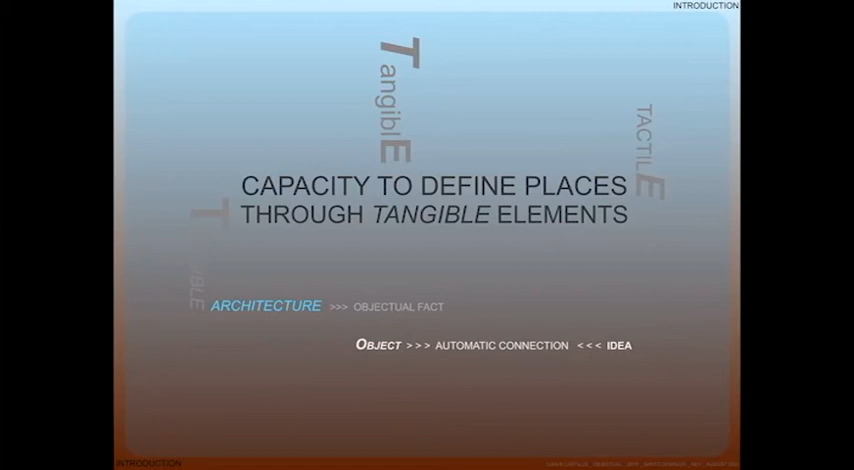 INTRODUCTION
TangiblE
TACTILE
CAPACITY TO DEFINE PLACES
THROUGH TANGIBLE ELEMENTS
ARCHITECTURE >>> OBJECTUAL FACT
OBJECT >>> AUTOMATIC CONNECTION <<< IDEA
INTRODUCTION